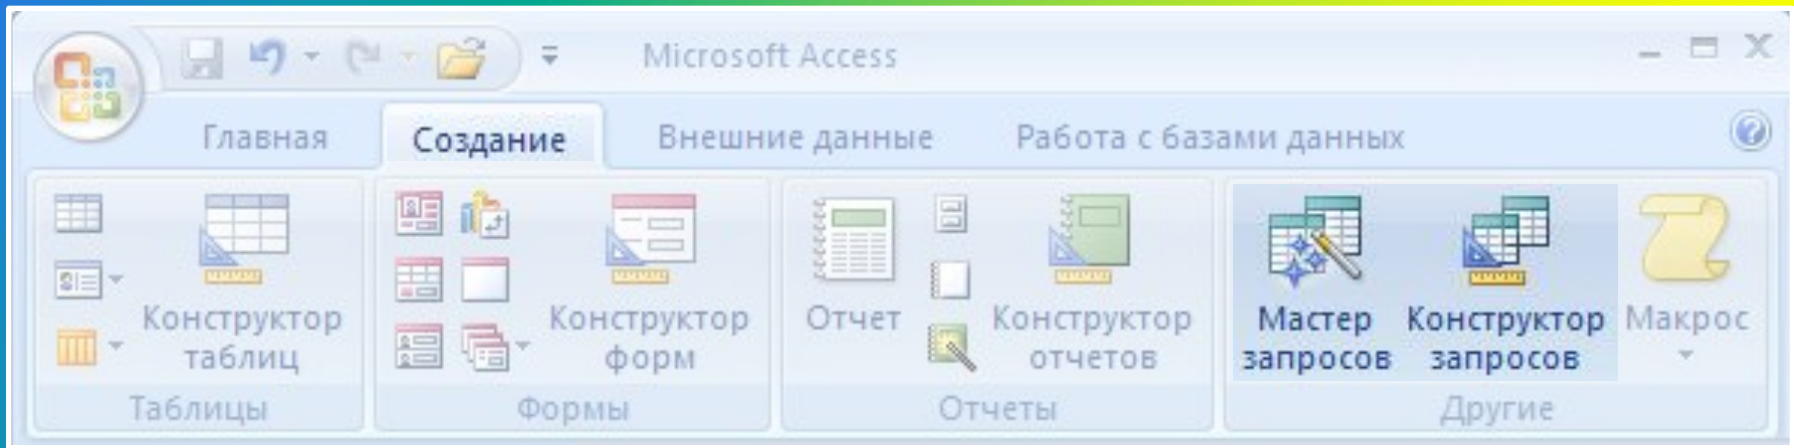 Microsoft Access
Главная Создание Внешние данные Работа с базами данных
Конструктор таблиц
Конструктор форм
Отчет
Конструктор отчетов
Мастер запросов
Конструктор запросов
Макрос
Таблицы Формы Отчеты Другие